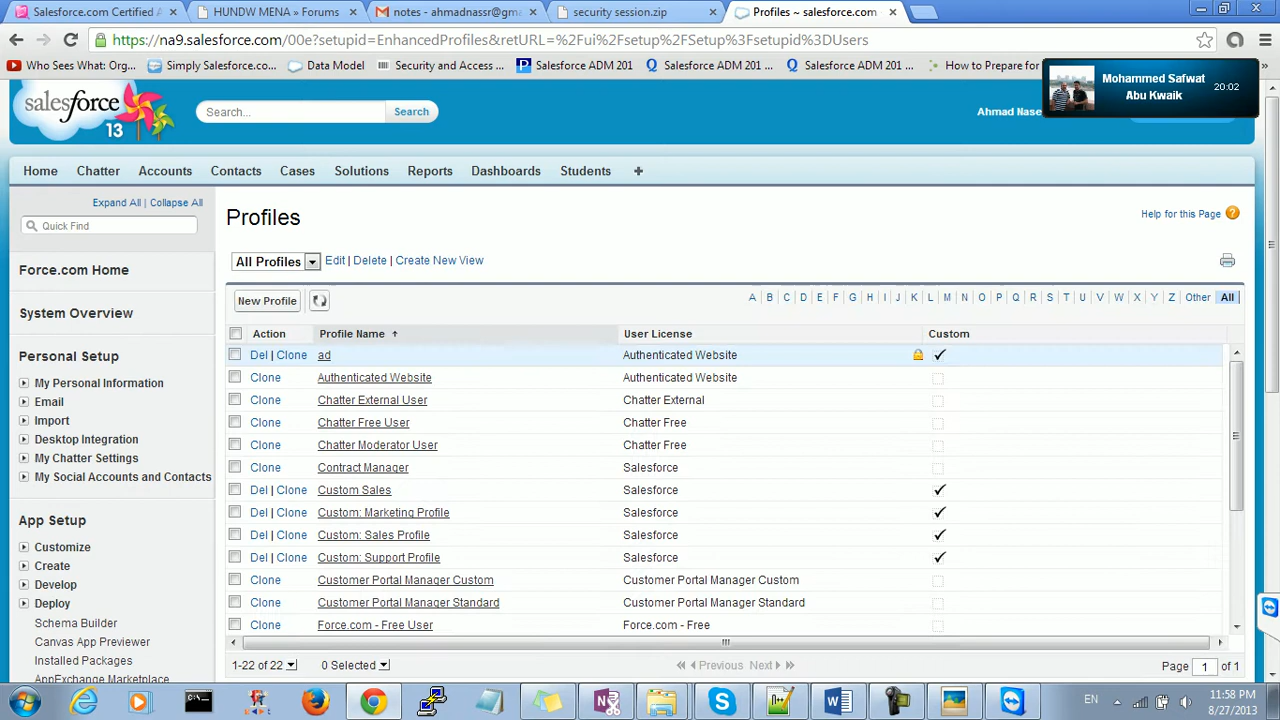 Salesforce.com Certified A
HUNDW MENA » Forums
notes - ahmadnassr@gma
security session.zip
Profiles ~ salesforce.com
https://na9.salesforce.com/00e?setupid=EnhancedProfiles&retURL=%2Fui%2Fsetup%2FSetup%3Fsetupid%3DUsers
Who Sees What: Org...
Simply Salesforce.co...
Data Model
Security and Access ...
Salesforce ADM 201
Salesforce ADM 201 ...
Salesforce ADM 201 ...
How to Prepare for
Mohammed Safwat
Abu Kwaik
20:02
salesforce
13
Search...
Search
Ahmad Nase
Home
Chatter
Accounts
Contacts
Cases
Solutions
Reports
Dashboards
Students
+
Expand All | Collapse All
Quick Find
Force.com Home
System Overview
Personal Setup
My Personal Information
Email
Import
Desktop Integration
My Chatter Settings
My Social Accounts and Contacts
App Setup
Customize
Create
Develop
Deploy
Schema Builder
Canvas App Previewer
Installed Packages
AppExchange Marketplace
Profiles
Help for this Page
All Profiles
Edit | Delete | Create New View
New Profile
A B C D E F G H I J K L M N O P Q R S T U V W X Y Z Other All
Action Profile Name User License Custom
Del | Clone ad Authenticated Website
Clone Authenticated Website Authenticated Website
Clone Chatter External User Chatter External
Clone Chatter Free User Chatter Free
Clone Chatter Moderator User Chatter Free
Clone Contract Manager Salesforce
Del | Clone Custom Sales Salesforce
Del | Clone Custom: Marketing Profile Salesforce
Del | Clone Custom: Sales Profile Salesforce
Del | Clone Custom: Support Profile Salesforce
Clone Customer Portal Manager Custom Customer Portal Manager Custom
Clone Customer Portal Manager Standard Customer Portal Manager Standard
Clone Force.com - Free User Force.com - Free
1-22 of 22
0 Selected
Previous Next
Page 1 of 1
EN
11:58 PM
8/27/2013